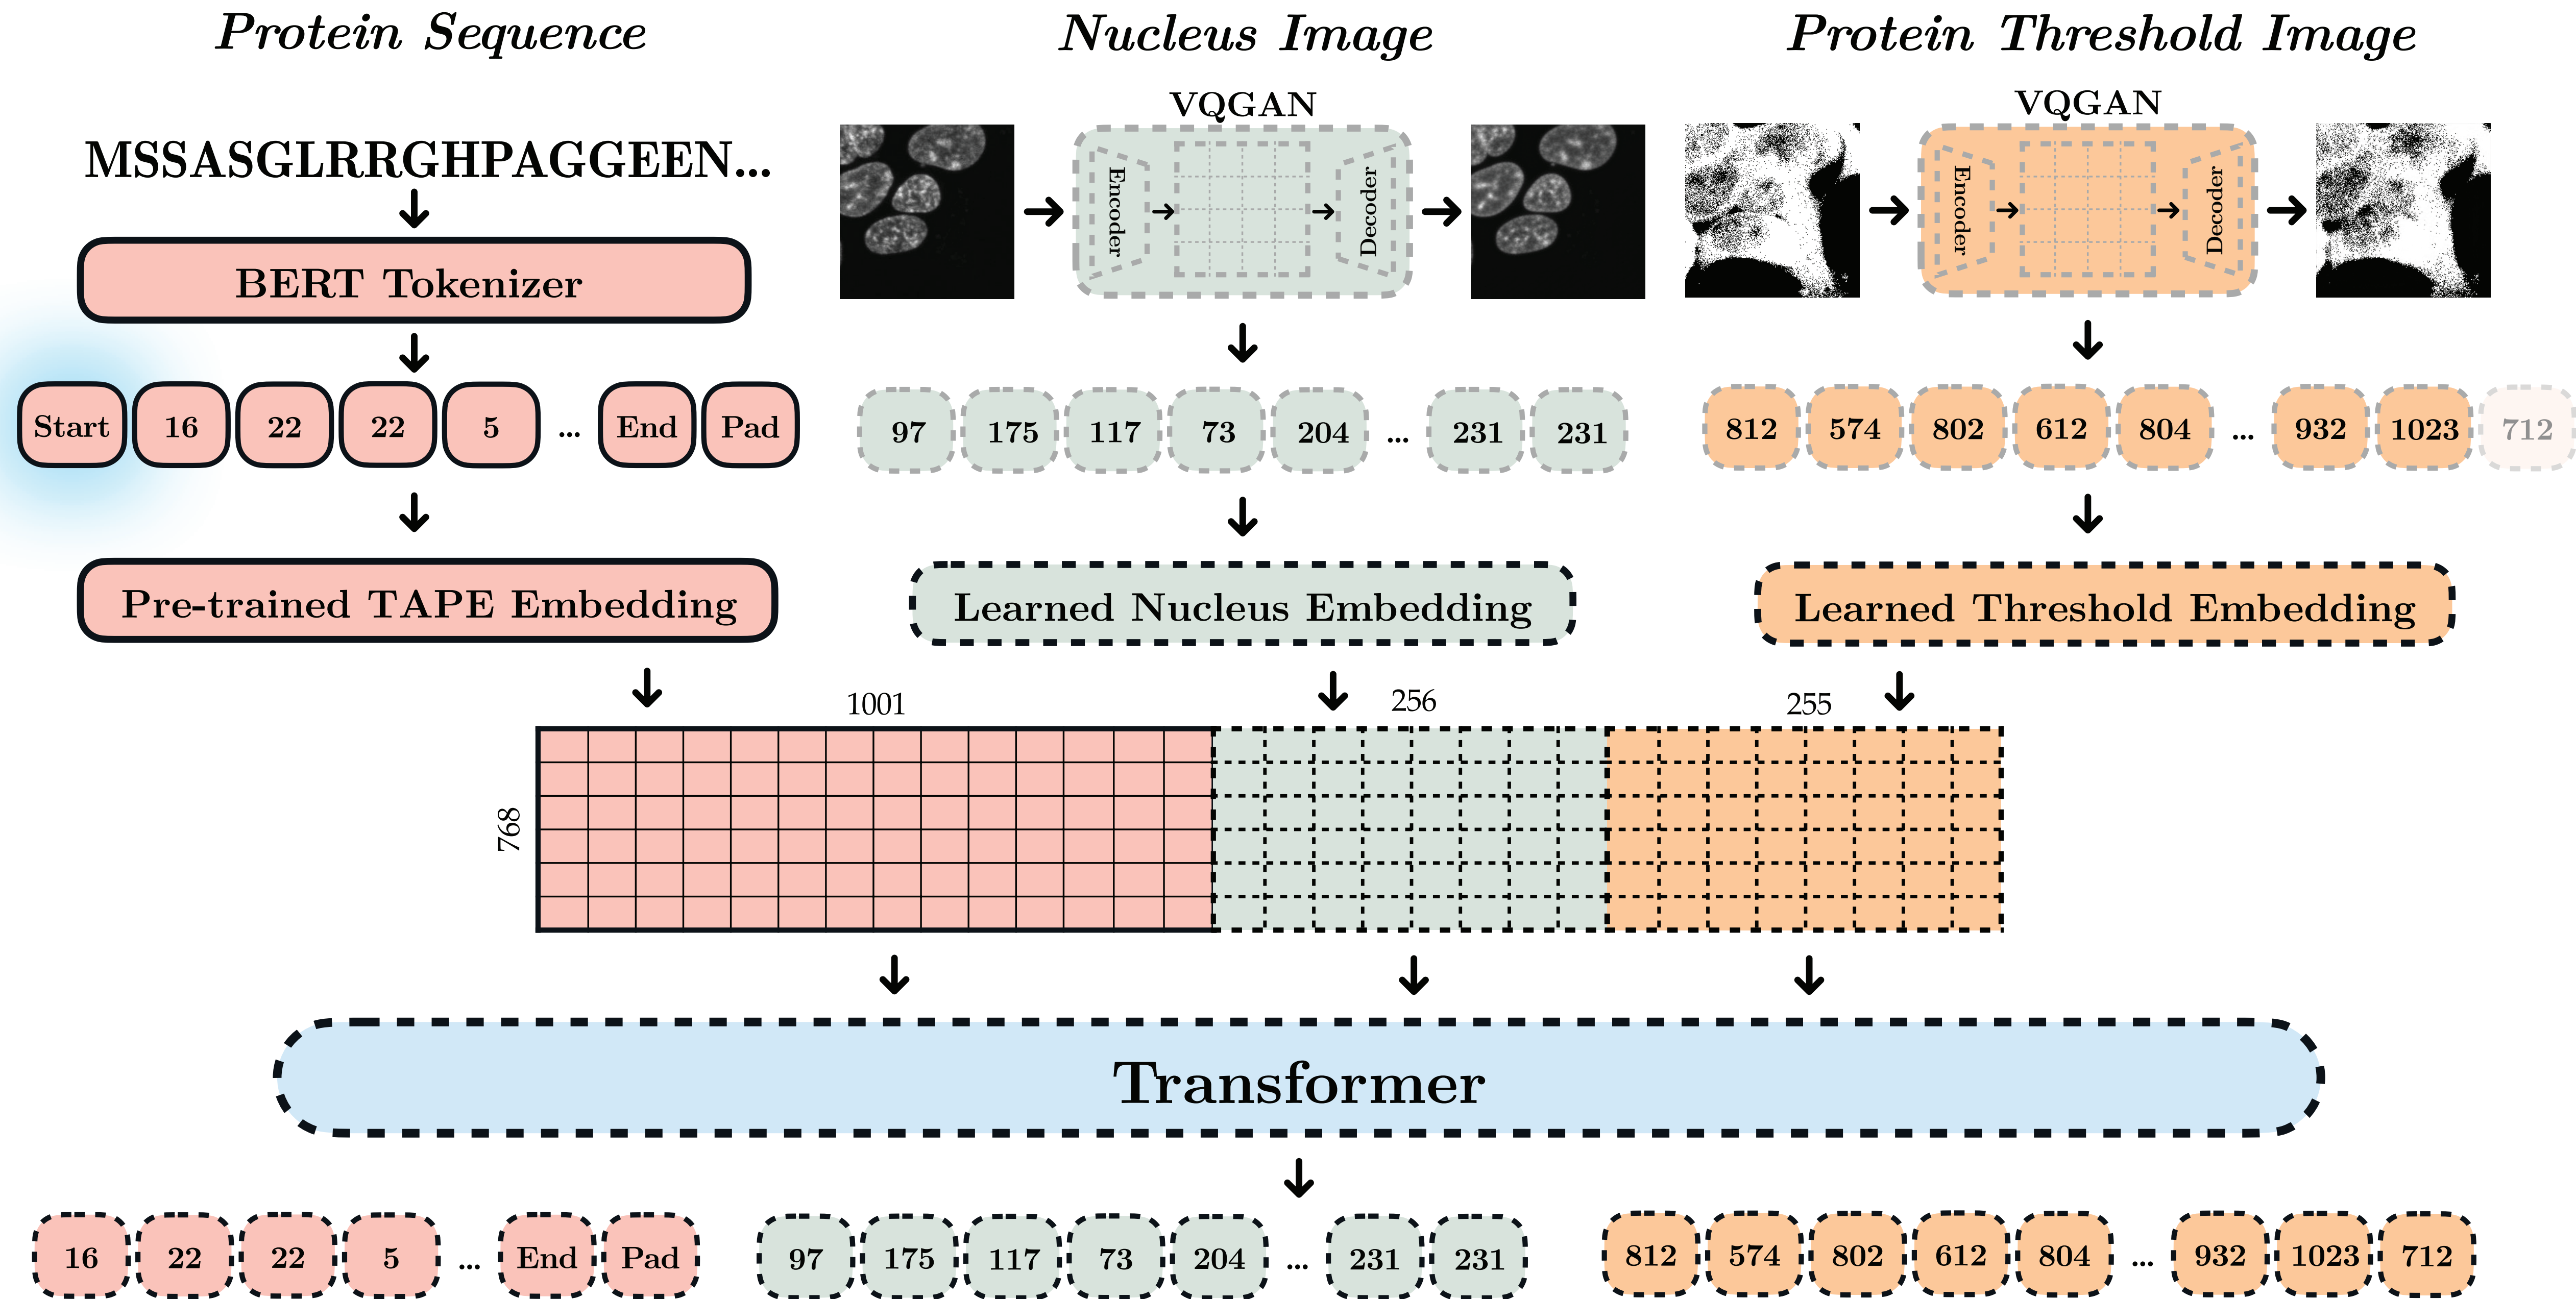 Protein Sequence
Nucleus Image
Protein Threshold Image
MSSASGLRRGHPAGGEEN...
VQGAN
Encoder
Decoder
VQGAN
Encoder
Decoder
BERT Tokenizer
Start 16 22 22 5 ... End Pad
97 175 117 73 204 ... 231 231
812 574 802 612 804 ... 932 1023 712
Pre-trained TAPE Embedding
Learned Nucleus Embedding
Learned Threshold Embedding
1001
256
255
768
Transformer
16 22 22 5 ... End Pad
97 175 117 73 204 ... 231 231
812 574 802 612 804 ... 932 1023 712